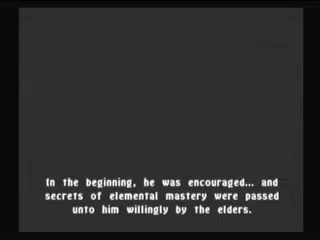 In the beginning, he was encouraged... and
secrets of elemental mastery were passed
unto him willingly by the elders.